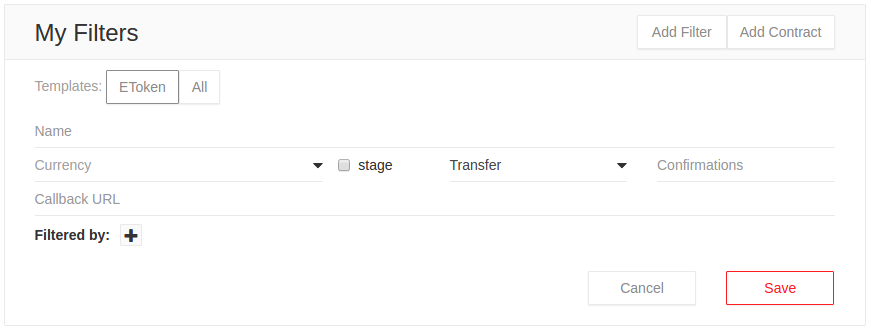 My Filters Add Filter Add Contract
Templates: EToken All
Name
Currency stage Transfer Confirmations
Callback URL
Filtered by:
Cancel Save